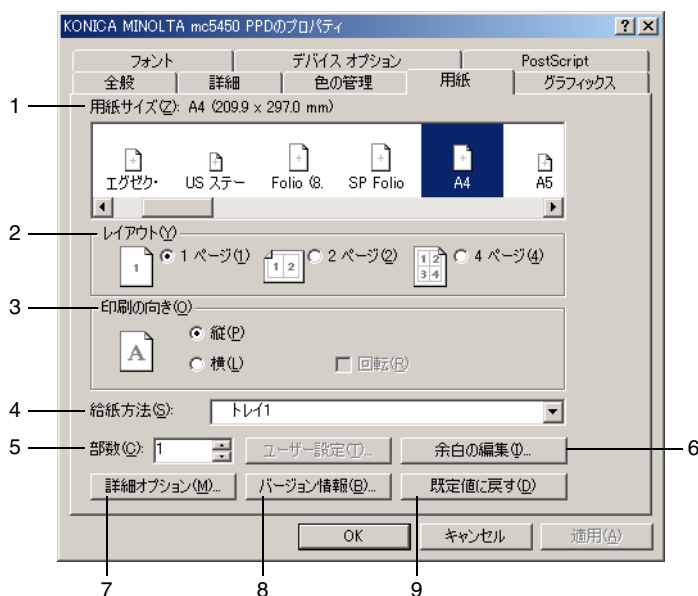 KONICA MINOLTA mc5450 PPDのプロパティ
フォント デバイス オプション PostScript
全般 詳細 色の管理 用紙 グラフィックス
1 用紙サイズ(Z): A4 (209.9 x 297.0 mm)
エグゼク・ US ステー Folio (8. SP Folio A4 A5
2 レイアウト(Y)
1 1 ページ(1) 1 2 2 ページ(2) 1 2 3 4 4 ページ(4)
3 印刷の向き(O)
A 縦(P)
横(L) 回転(R)
4 給紙方法(S): トレイ1
5 部数(C): 1 ユーザー設定(T)... 余白の編集(I)... 6
詳細オプション(M)... バージョン情報(B)... 既定値に戻す(D)
OK キャンセル 適用(A)
7 8 9